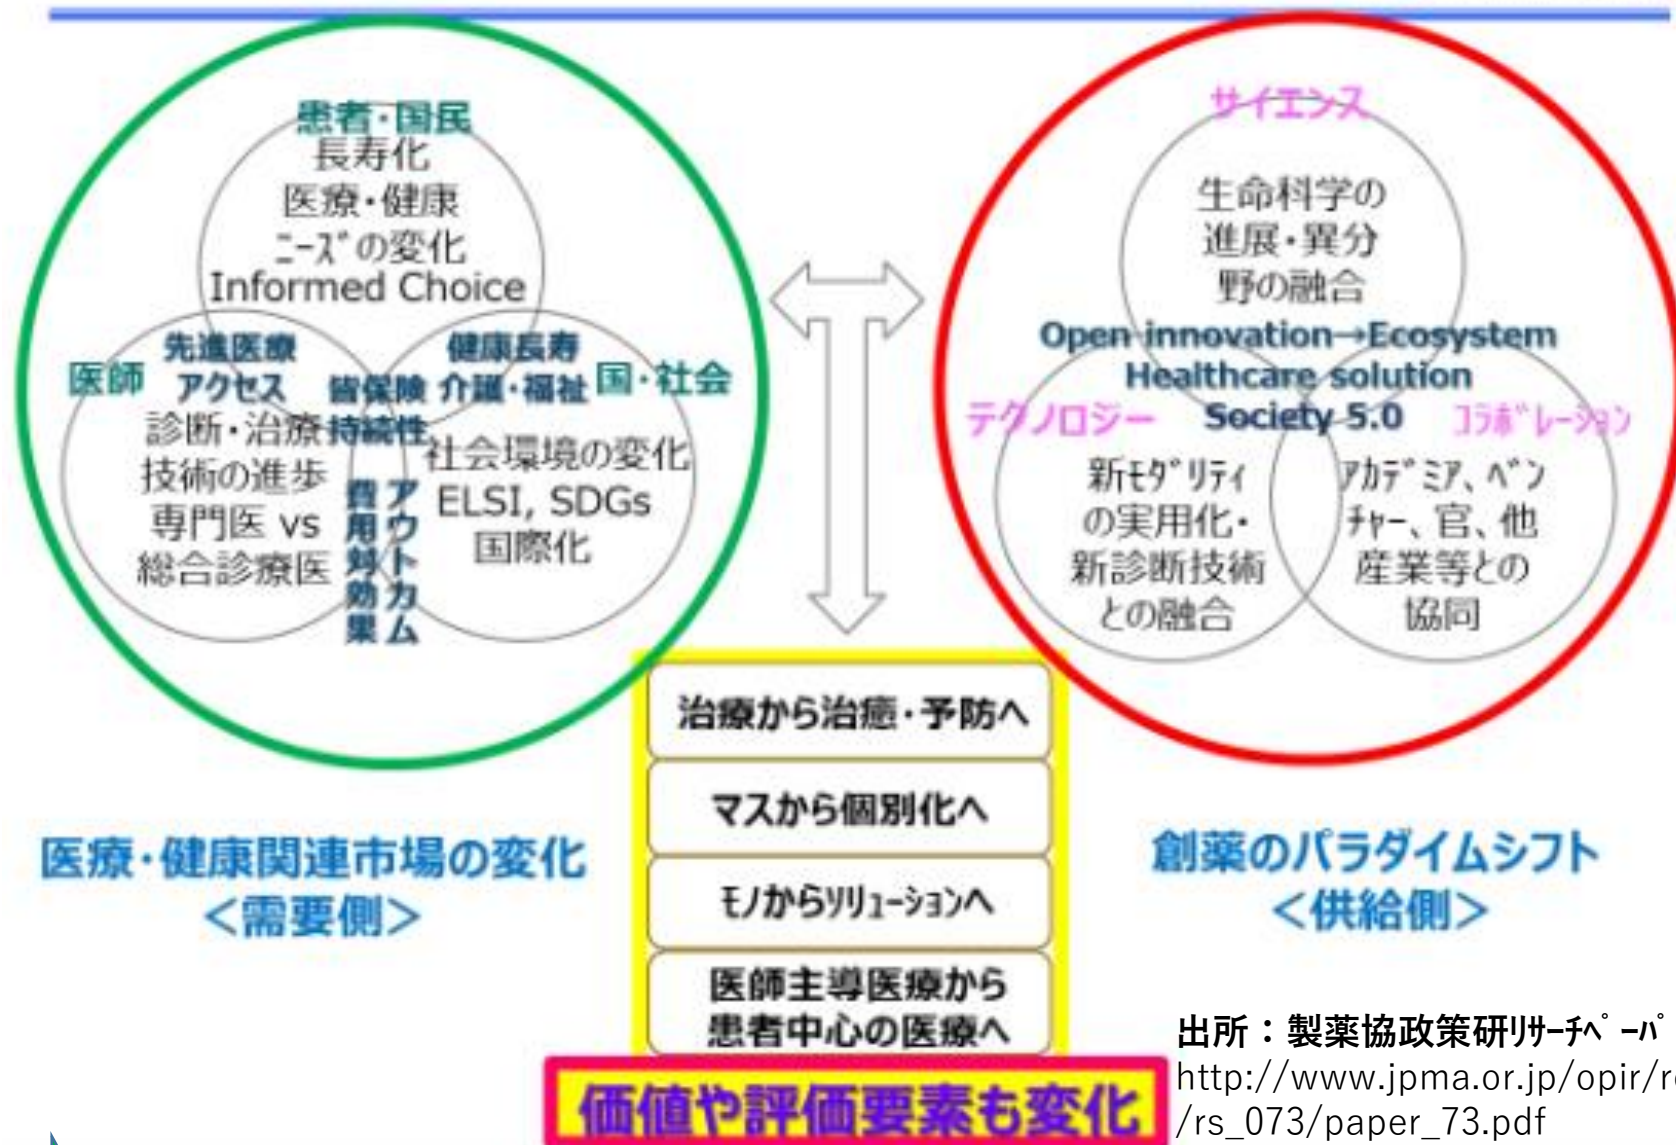 患者・国民
長寿化
医療・健康
ﾆｰｽﾞの変化
Informed Choice
先進医療
アクセス
健康長寿
介護・福祉
医師
皆保険
持続性
国・社会
診断・治療
技術の進歩
専門医 vs
総合診療医
費用対効果
アウトカム
社会環境の変化
ELSI, SDGs
国際化
サイエンス
生命科学の
進展・異分
野の融合
Open innovation→Ecosystem
Healthcare solution
Society 5.0
テクノロジー
ｺﾗﾎﾞﾚｰｼｮﾝ
新ﾓﾀﾞﾘﾃｨ
の実用化・
新診断技術
との融合
ｱｶﾃﾞﾐｱ、ﾍﾞﾝ
ﾁｬｰ、官、他
産業等との
協同
治療から治癒・予防へ
マスから個別化へ
ﾓﾉからｿﾘｭｰｼｮﾝへ
医師主導医療から
患者中心の医療へ
価値や評価要素も変化
医療・健康関連市場の変化
＜需要側＞
創薬のパラダイムシフト
＜供給側＞
出所：製薬協政策研ﾘｻｰﾁﾍﾟｰﾊﾟ
http://www.jpma.or.jp/opir/r
/rs_073/paper_73.pdf